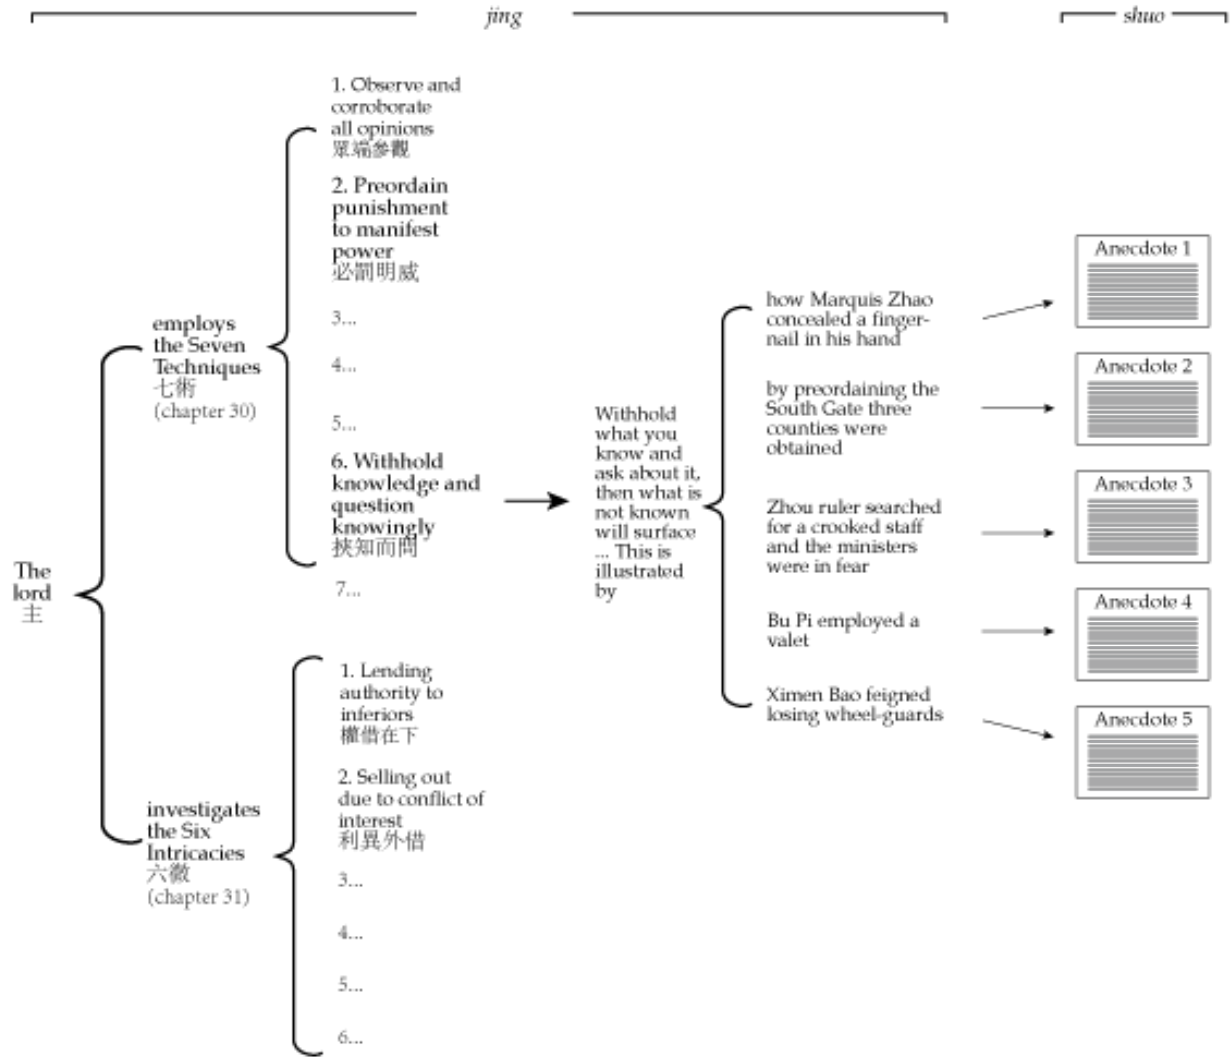 jing
shuo
The
lord
主
employs
the Seven
Techniques
七術
(chapter 30)
1. Observe and
corroborate
all opinions
眾端參觀
2. Preordain
punishment
to manifest
power
必罰明威
3...
4...
5...
6. Withhold
knowledge and
question
knowingly
挾知而問
7...
investigates
the Six
Intricacies
六微
(chapter 31)
1. Lending
authority to
inferiors
權借在下
2. Selling out
due to conflict of
interest
利異外借
3...
4...
5...
6...
Withhold
what you
know and
ask about it,
then what is
not known
will surface
... This is
illustrated
by
how Marquis Zhao
concealed a finger-
nail in his hand
by preordaining the
South Gate three
counties were
obtained
Zhou ruler searched
for a crooked staff
and the ministers
were in fear
Bu Pi employed a
valet
Ximen Bao feigned
losing wheel-guards
Anecdote 1
Anecdote 2
Anecdote 3
Anecdote 4
Anecdote 5